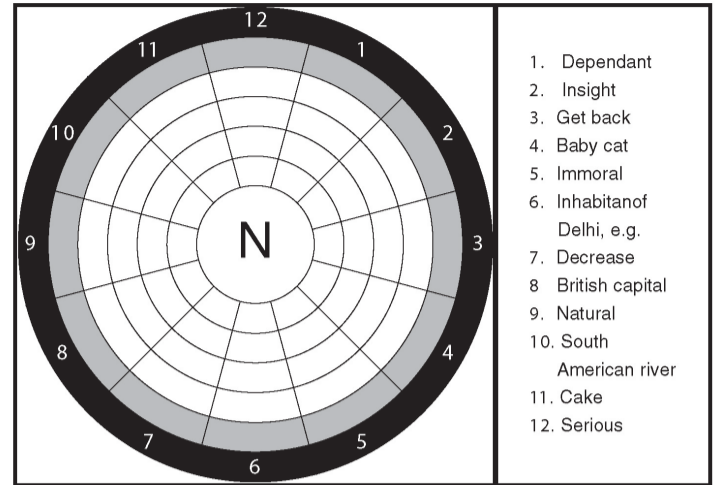 12
11
1
10
2
N
9
3
8
4
7
5
6
1. Dependant
2. Insight
3. Get back
4. Baby cat
5. Immoral
6. Inhabitanof
Delhi, e.g.
7. Decrease
8 British capital
9. Natural
10. South
American river
11. Cake
12. Serious